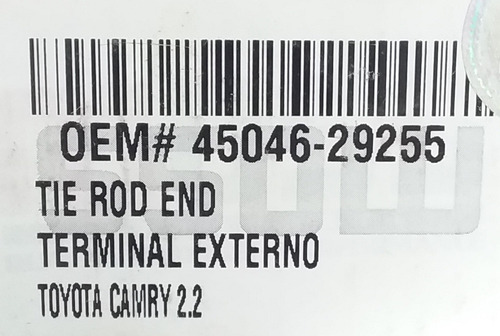 OEM# 45046-29255
TIE ROD END
TERMINAL EXTERNO
TOYOTA CAMRY 2.2